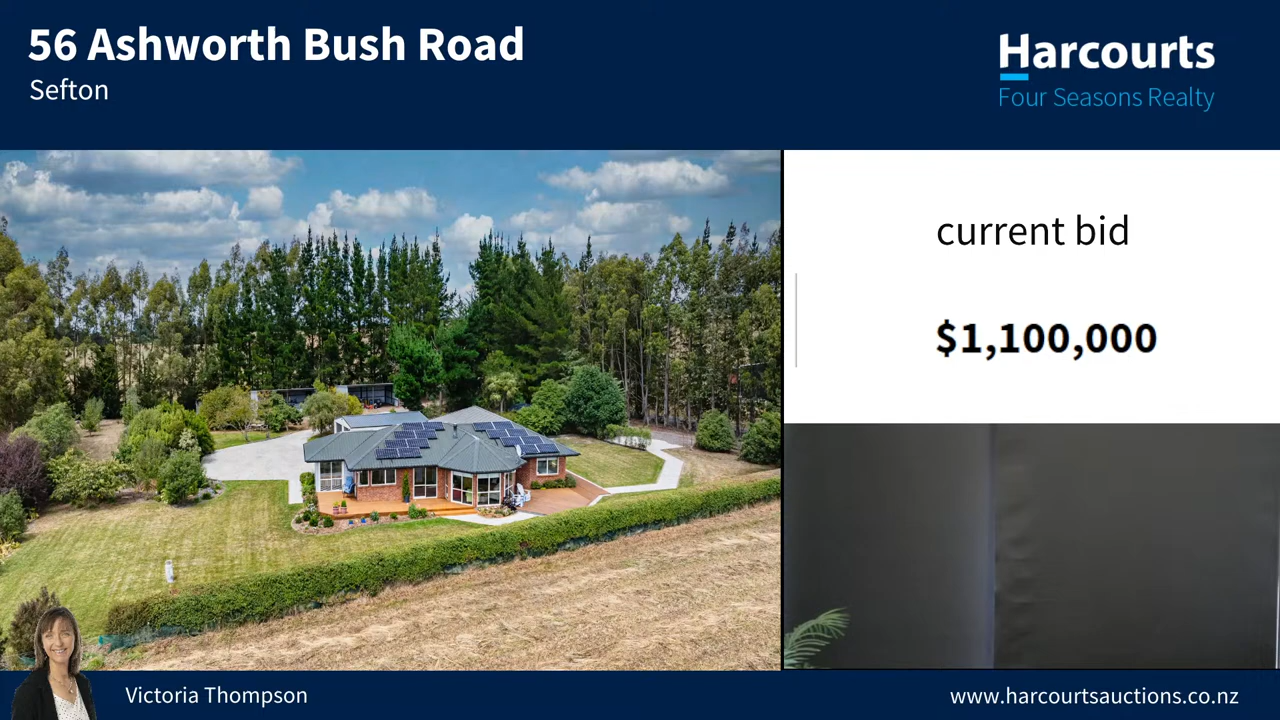 56 Ashworth Bush Road
Sefton
Harcourts
Four Seasons Realty
current bid
$1,100,000
Victoria Thompson
www.harcourtsauctions.co.nz